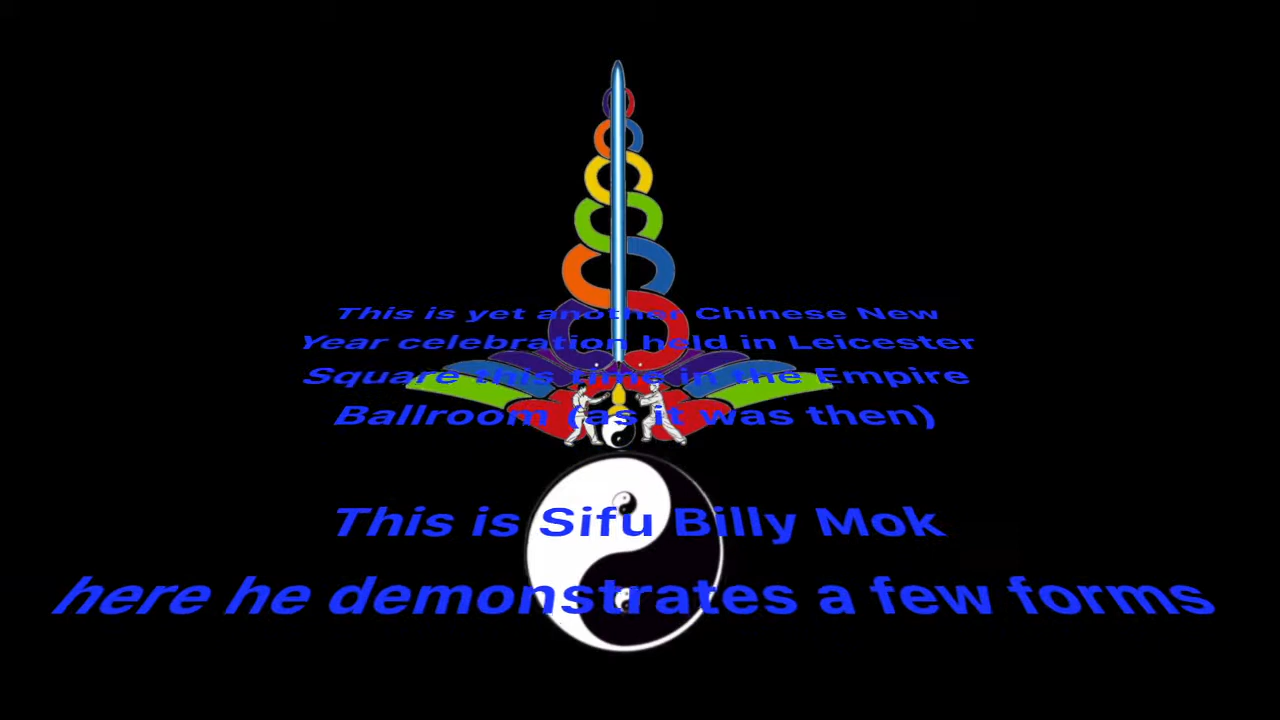 This is yet another Chinese New
Year celebration held in Leicester
Square this time in the Empire
Ballroom (as it was then)
This is Sifu Billy Mok
here he demonstrates a few forms